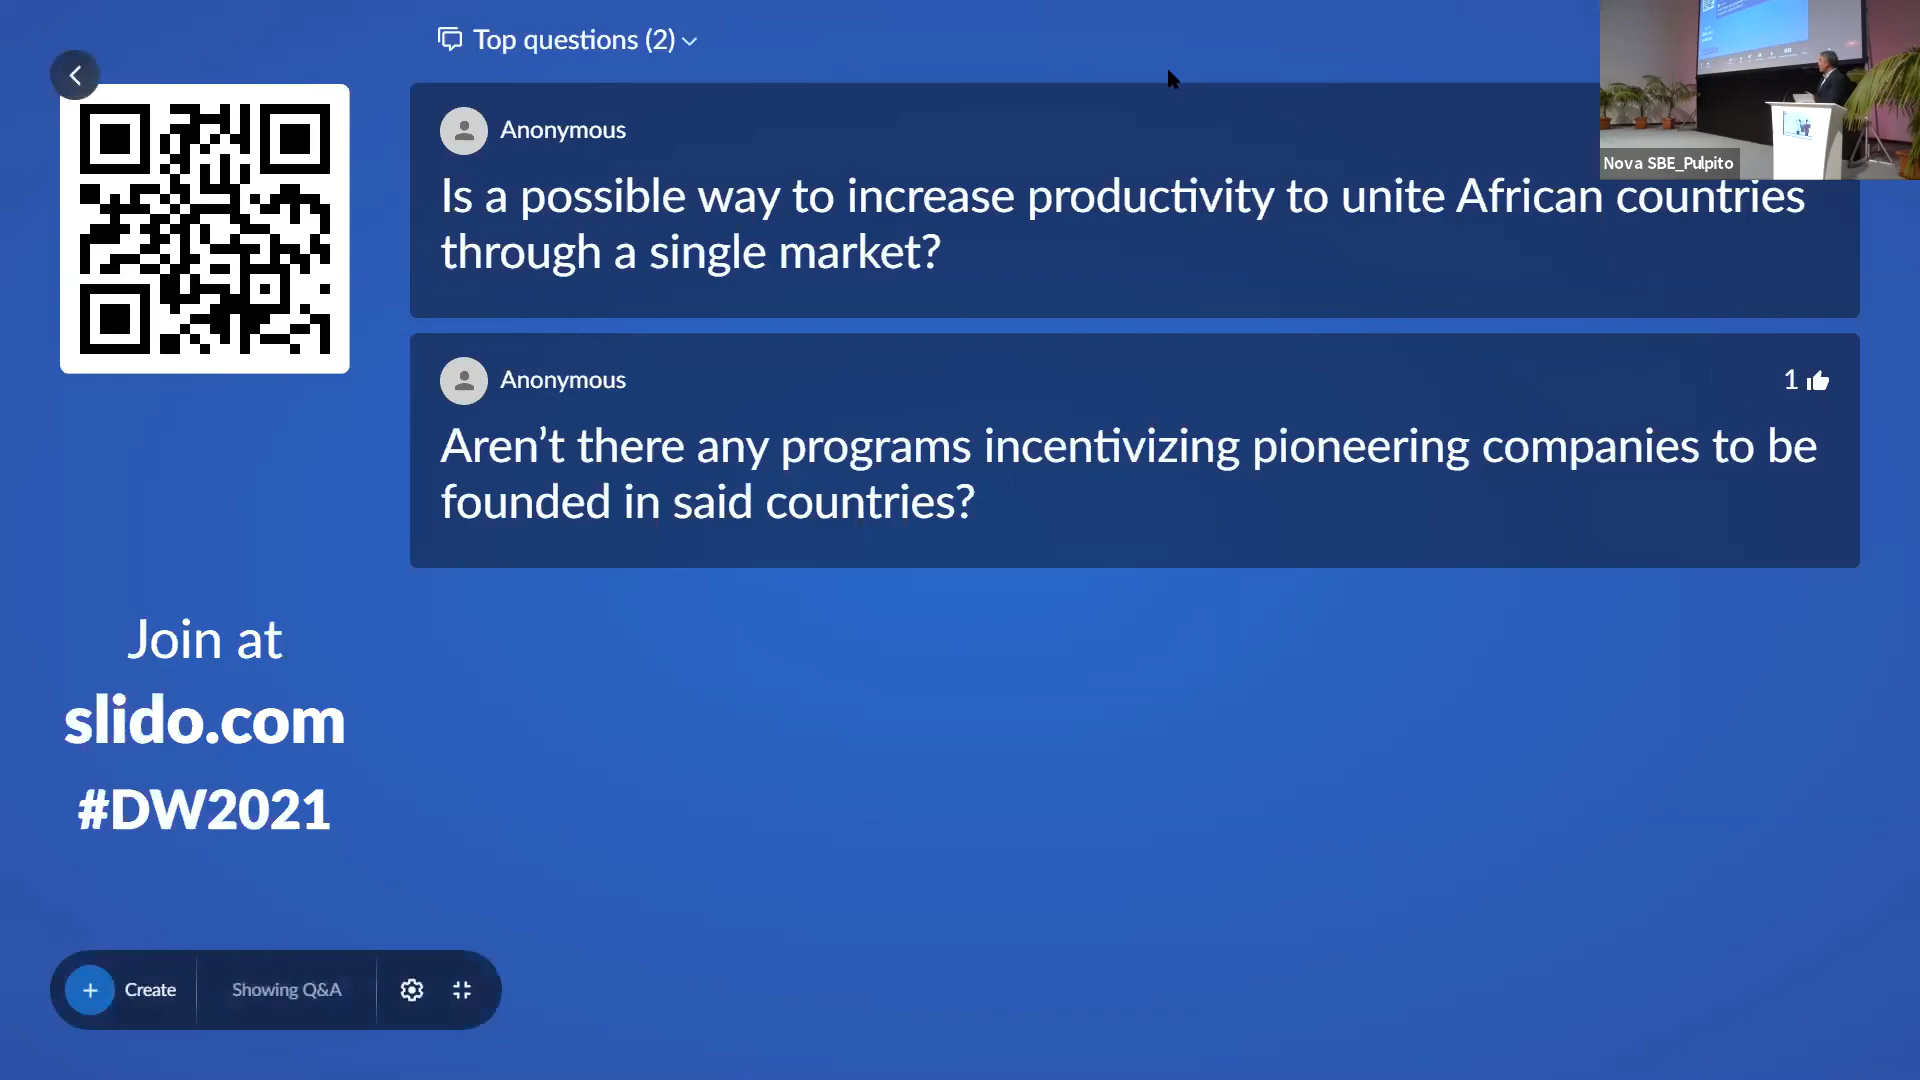 Top questions (2)
Anonymous
Is a possible way to increase productivity to unite African countries
through a single market?
Anonymous
1
Aren’t there any programs incentivizing pioneering companies to be
founded in said countries?
Nova SBE_Pulpito
Join at
slido.com
#DW2021
Create
Showing Q&A